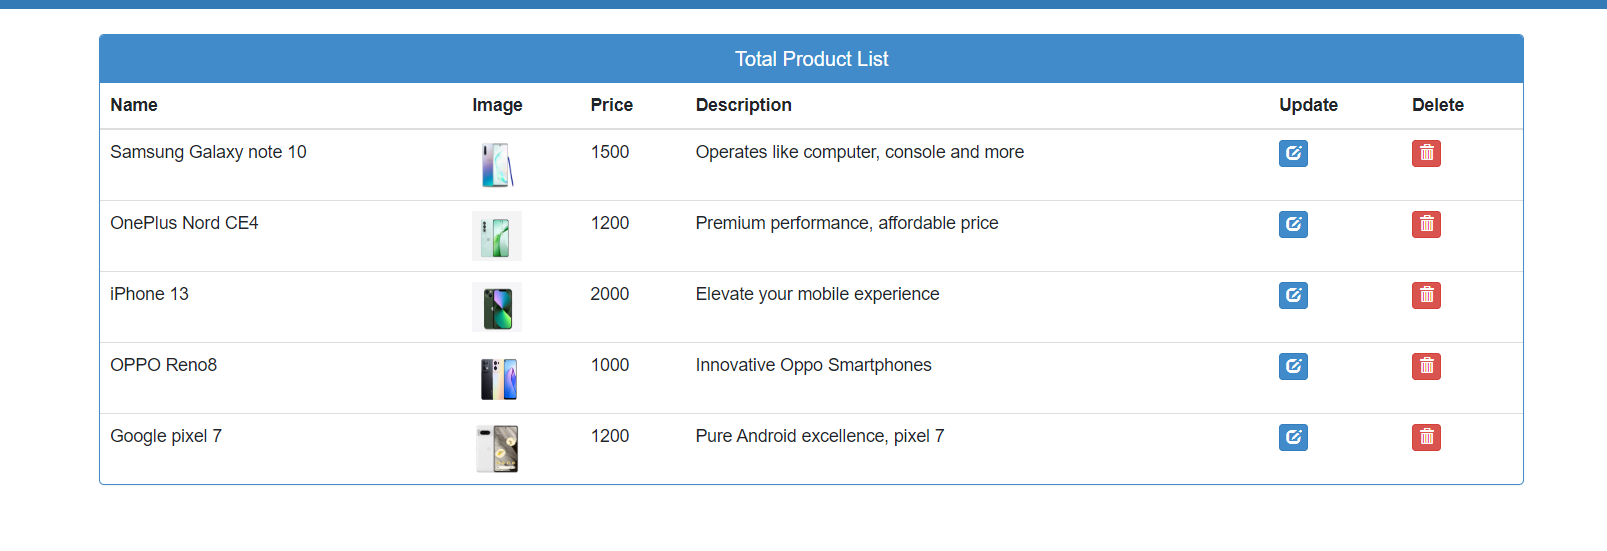 Total Product List
Name Image Price Description Update Delete
Samsung Galaxy note 10 1500 Operates like computer, console and more
OnePlus Nord CE4 1200 Premium performance, affordable price
iPhone 13 2000 Elevate your mobile experience
OPPO Reno8 1000 Innovative Oppo Smartphones
Google pixel 7 1200 Pure Android excellence, pixel 7